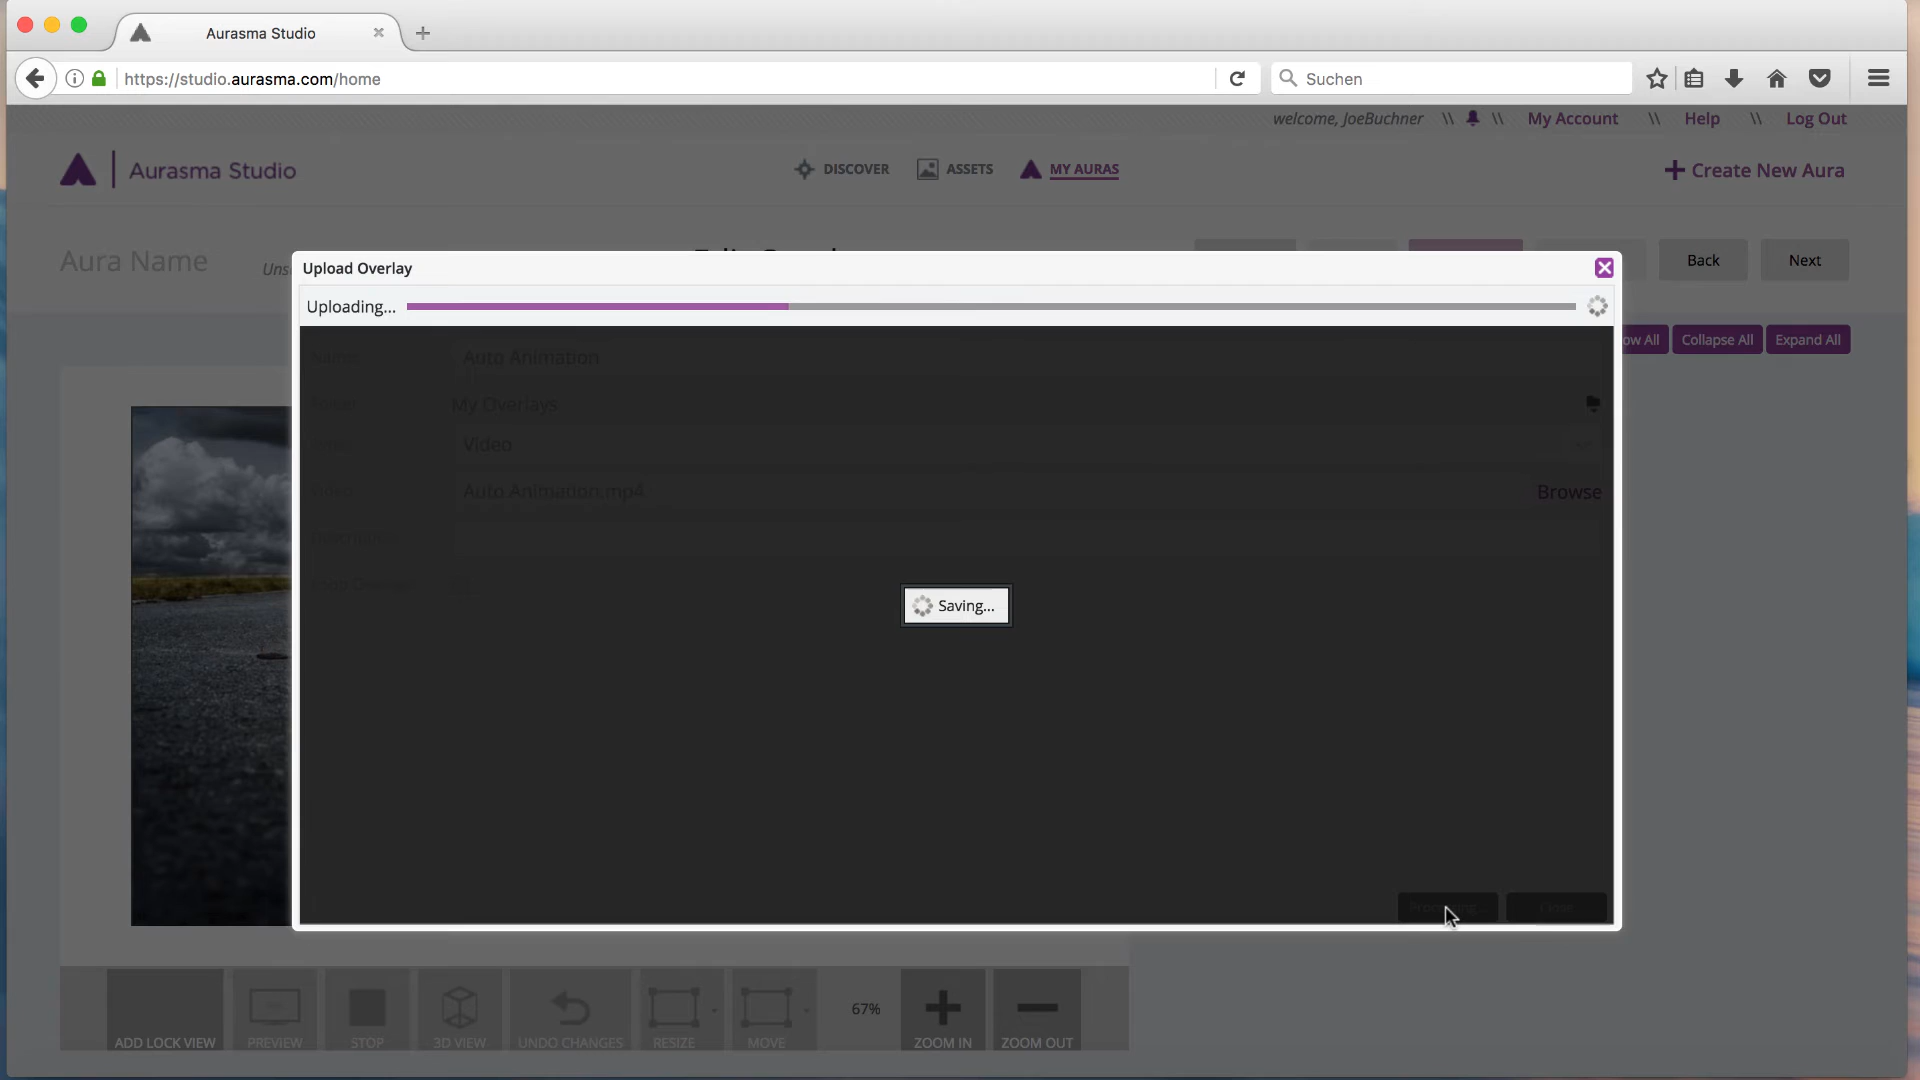 Aurasma Studio
https://studio.aurasma.com/home
Suchen
welcome, JoeBuchner \\ \\ My Account \\ Help \\ Log Out
Aurasma Studio
DISCOVER
ASSETS
MY AURAS
Create New Aura
Aura Name
Back
Next
Upload Overlay
Uploading...
Collapse All
Expand All
Auto Animation
My Overlays
Video
Video
Auto Animation.mp4
Browse
Saving...
Close
ADD LOCK VIEW
PREVIEW
STOP
3D VIEW
UNDO CHANGES
RESIZE
MOVE
67%
ZOOM IN
ZOOM OUT